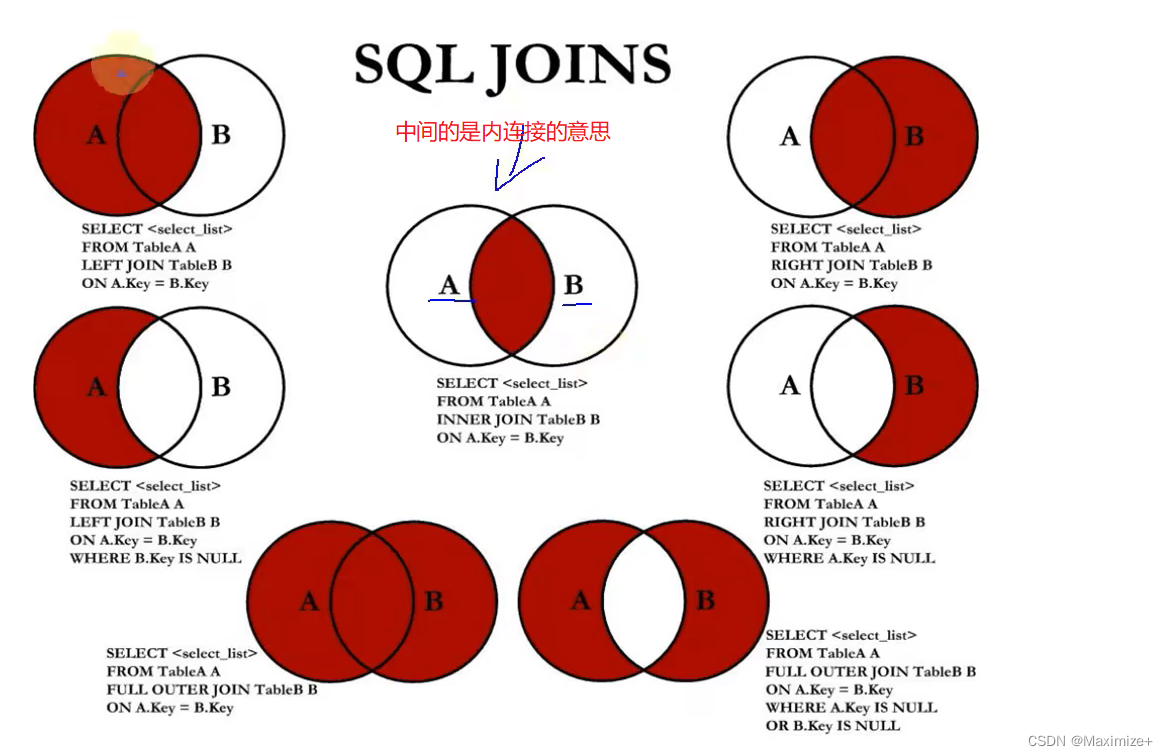 SQL JOINS
中间的是内连接的意思
A
B
SELECT <select_list>
FROM TableA A
LEFT JOIN TableB B
ON A.Key = B.Key
A
B
SELECT <select_list>
FROM TableA A
INNER JOIN TableB B
ON A.Key = B.Key
A
B
SELECT <select_list>
FROM TableA A
RIGHT JOIN TableB B
ON A.Key = B.Key
A
B
SELECT <select_list>
FROM TableA A
LEFT JOIN TableB B
ON A.Key = B.Key
WHERE B.Key IS NULL
A
B
SELECT <select_list>
FROM TableA A
RIGHT JOIN TableB B
ON A.Key = B.Key
WHERE A.Key IS NULL
A
B
SELECT <select_list>
FROM TableA A
FULL OUTER JOIN TableB B
ON A.Key = B.Key
A
B
SELECT <select_list>
FROM TableA A
FULL OUTER JOIN TableB B
ON A.Key = B.Key
WHERE A.Key IS NULL
OR B.Key IS NULL
CSDN @Maximize+